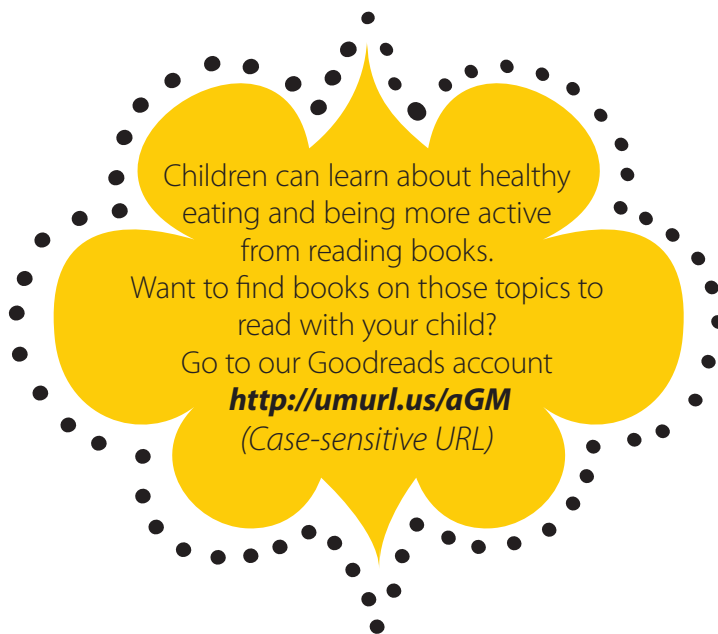 Children can learn about healthy
eating and being more active
from reading books.
Want to find books on those topics to
read with your child?
Go to our Goodreads account
http://umurl.us/aGM
(Case-sensitive URL)